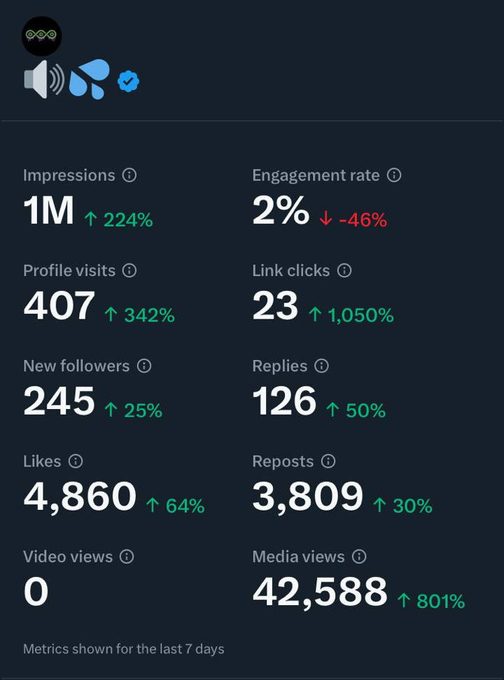 🔊💦
Impressions Engagement rate
1M ↑ 224% 2% ↓ -46%
Profile visits Link clicks
407 ↑ 342% 23 ↑ 1,050%
New followers Replies
245 ↑ 25% 126 ↑ 50%
Likes Reposts
4,860 ↑ 64% 3,809 ↑ 30%
Video views Media views
0 42,588 ↑ 801%
Metrics shown for the last 7 days